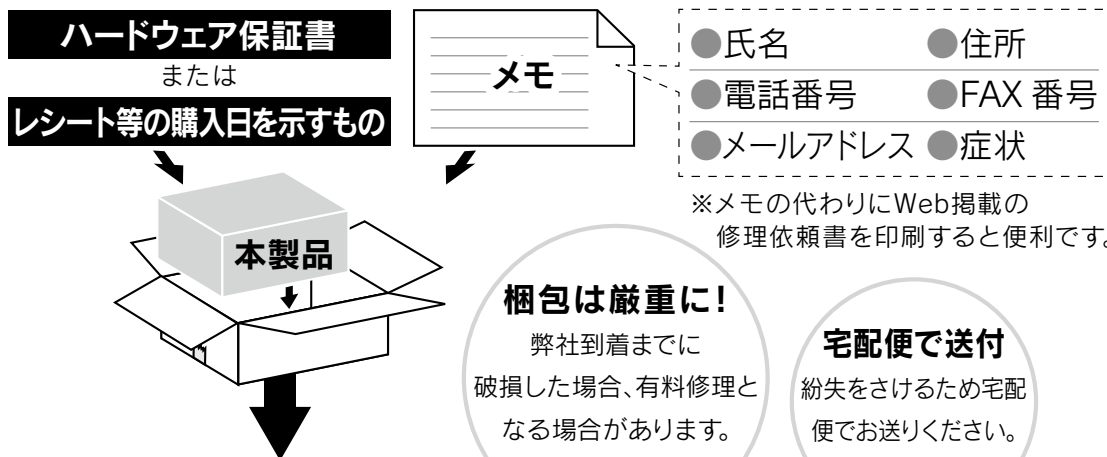 ハードウェア保証書
または
レシート等の購入日を示すもの
メモ
●氏名 ●住所
●電話番号 ●FAX 番号
●メールアドレス ●症状
※メモの代わりにWeb掲載の
修理依頼書を印刷すると便利です。
本製品
梱包は厳重に!
弊社到着までに
破損した場合、有料修理と
なる場合があります。
宅配便で送付
紛失をさけるため宅配
便でお送りください。